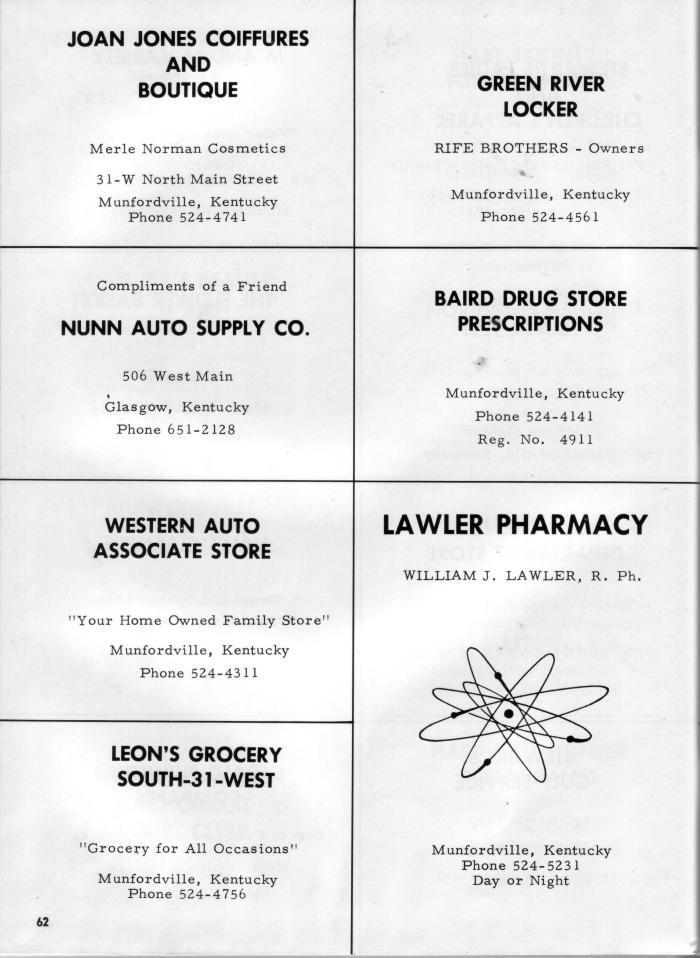 JOAN JONES COIFFURES
AND
BOUTIQUE
Merle Norman Cosmetics
31-W North Main Street
Munfordville, Kentucky
Phone 524-4741
GREEN RIVER
LOCKER
RIFE BROTHERS - Owners
Munfordville, Kentucky
Phone 524-4561
Compliments of a Friend
NUNN AUTO SUPPLY CO.
506 West Main
Glasgow, Kentucky
Phone 651-2128
BAIRD DRUG STORE
PRESCRIPTIONS
Munfordville, Kentucky
Phone 524-4141
Reg. No. 4911
WESTERN AUTO
ASSOCIATE STORE
"Your Home Owned Family Store"
Munfordville, Kentucky
Phone 524-4311
LAWLER PHARMACY
WILLIAM J. LAWLER, R. Ph.
Munfordville, Kentucky
Phone 524-5231
Day or Night
LEON'S GROCERY
SOUTH-31-WEST
"Grocery for All Occasions"
Munfordville, Kentucky
Phone 524-4756
62